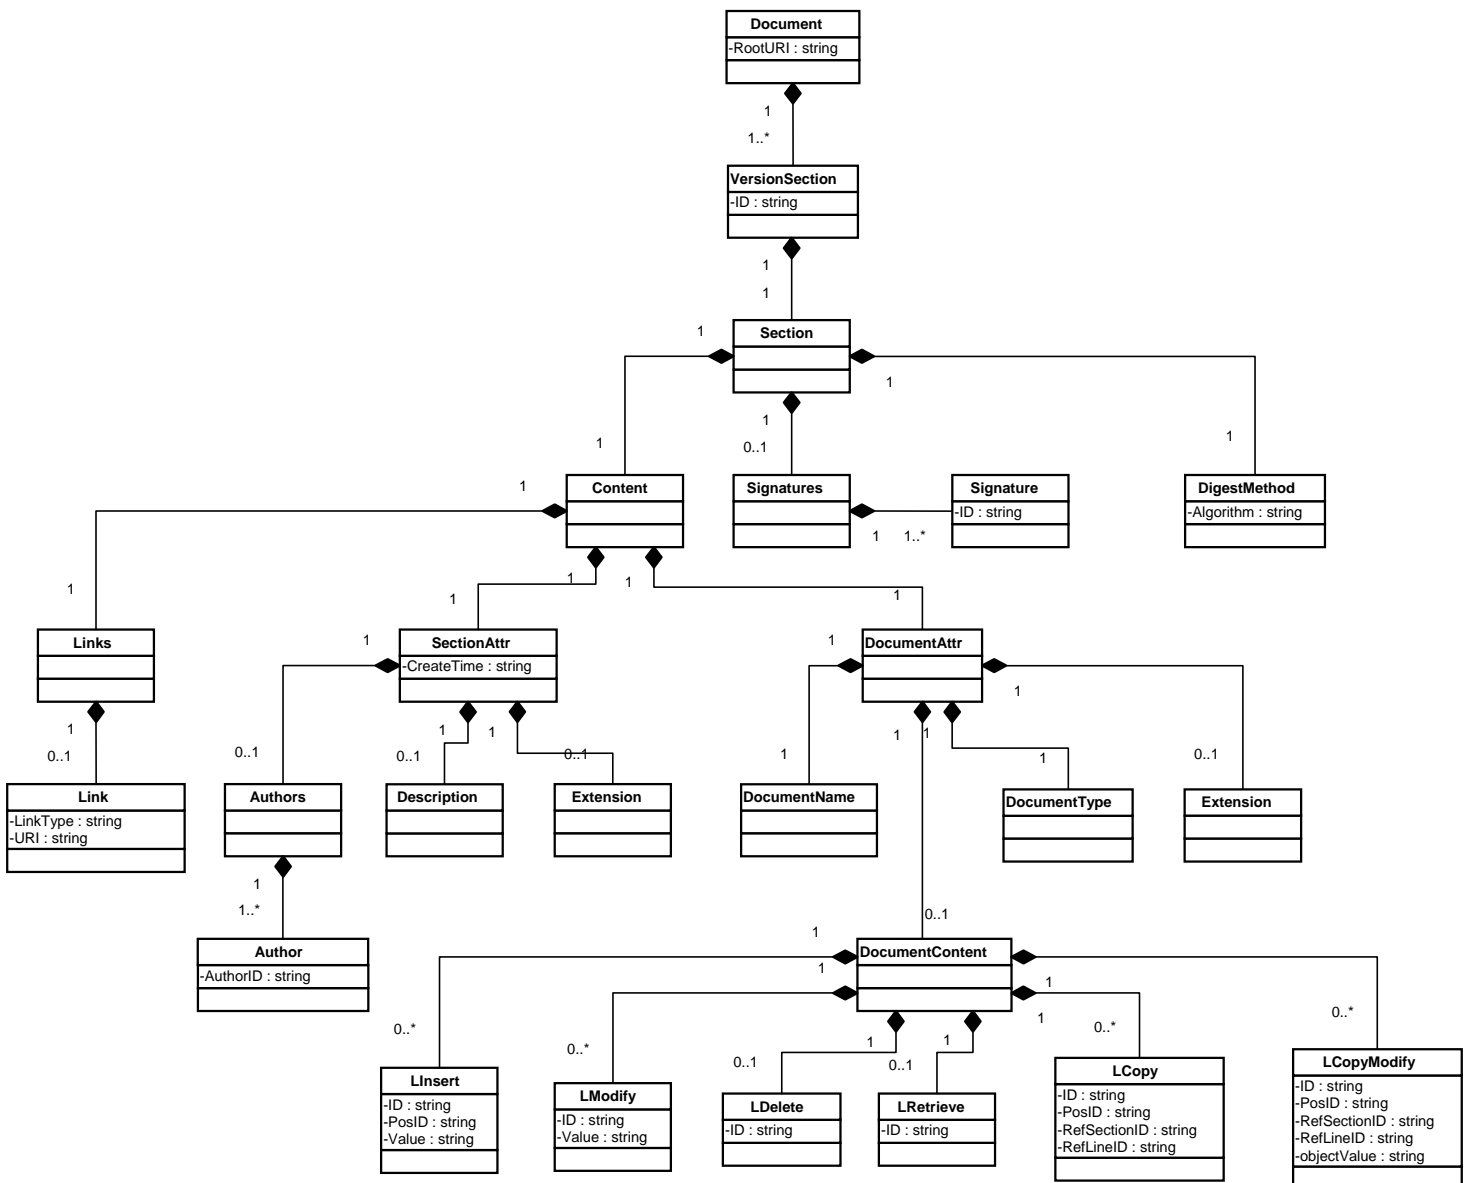 Document
-RootURI : string
1
1..*
VersionSection
-ID : string
1
1
Section
1
1
1
0..1
1
1
Content
Signatures
Signature
-ID : string
DigestMethod
-Algorithm : string
1
1 1..*
1
1
1
1
1
1
Links
SectionAttr
-CreateTime : string
DocumentAttr
1
1
1
1
0..1
0..1
1
0..1
1
0..1
1
1
1
1
1
0..1
Link
-LinkType : string
-URI : string
Authors
Description
Extension
DocumentName
DocumentType
Extension
1
1..*
0..1
Author
-AuthorID : string
DocumentContent
1
1
1
1
1
1
0..*
0..*
0..1
0..1
0..*
0..*
LInsert
-ID : string
-PosID : string
-Value : string
LModify
-ID : string
-Value : string
LDelete
-ID : string
LRetrieve
-ID : string
LCopy
-ID : string
-PosID : string
-RefSectionID : string
-RefLineID : string
LCopyModify
-ID : string
-PosID : string
-RefSectionID : string
-RefLineID : string
-objectValue : string